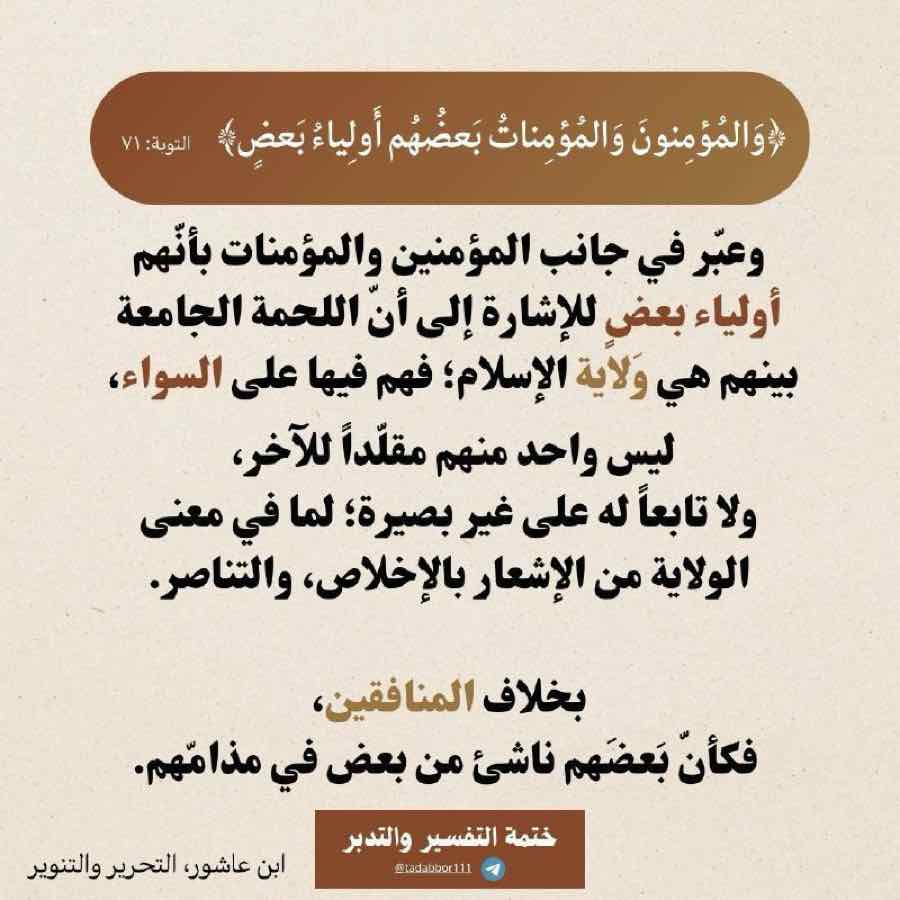 ﴿وَالمُؤمِنونَ وَالمُؤمِناتُ بَعضُهُم أَولِياءُ بَعضٍ﴾ التوبة: ٧١
وعبّر في جانب المؤمنين والمؤمنات بأنّهم
أولياء بعضٍ للإشارة إلى أنّ اللحمة الجامعة
بينهم هي وَلاية الإسلام؛ فهم فيها على السواء،
ليس واحد منهم مقلّداً للآخر،
ولا تابعاً له على غير بصيرة؛ لما في معنى
الولاية من الإشعار بالإخلاص، والتناصر.
بخلاف المنافقين،
فكأنّ بَعضَهم ناشئ من بعض في مذامّهم.
ختمة التفسير والتدبر
@tadabbor111
ابن عاشور، التحرير والتنوير